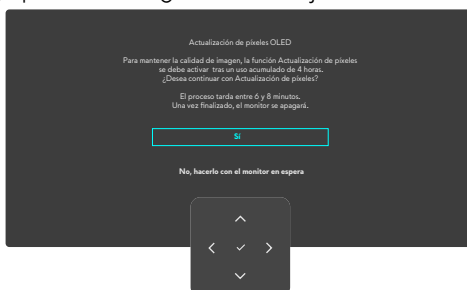 Actualización de píxeles OLED
Para mantener la calidad de imagen, la función Actualización de píxeles
se debe activar tras un uso acumulado de 4 horas.
¿Desea continuar con Actualización de píxeles?
El proceso tarda entre 6 y 8 minutos.
Una vez finalizado, el monitor se apagará.
Sí
No, hacerlo con el monitor en espera